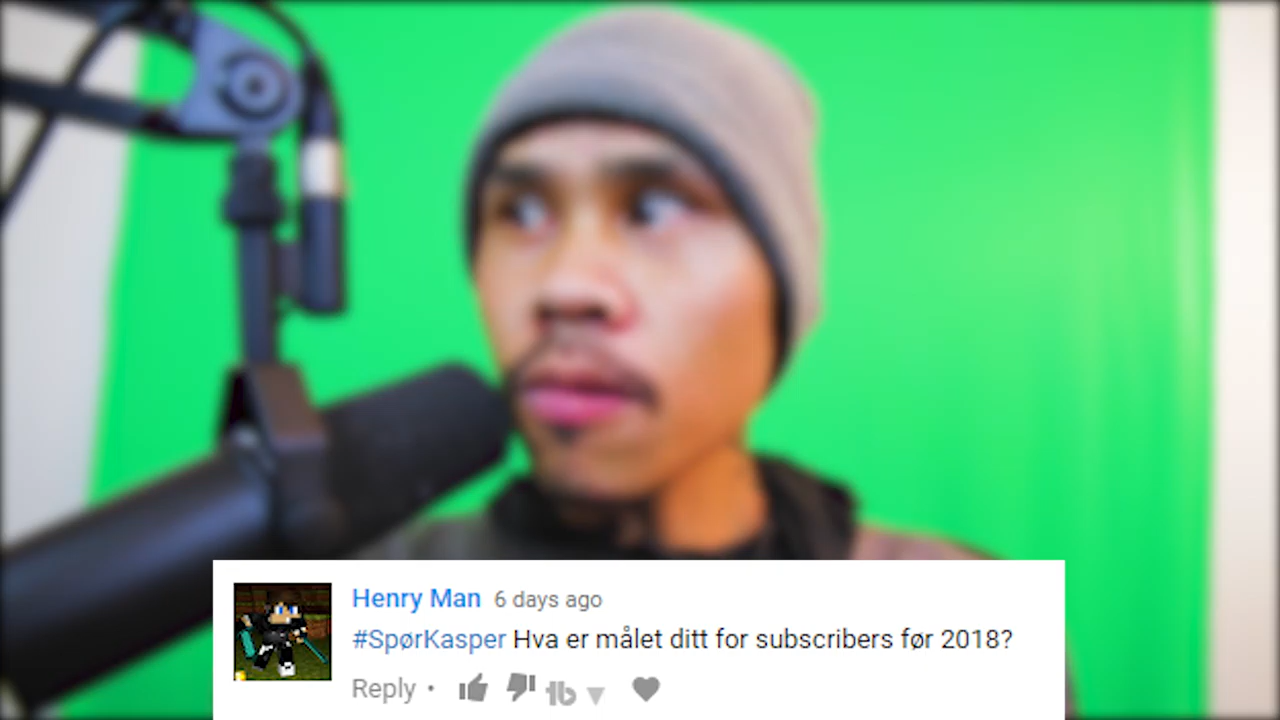 Henry Man 6 days ago
#SpørKasper Hva er målet ditt for subscribers før 2018?
Reply •